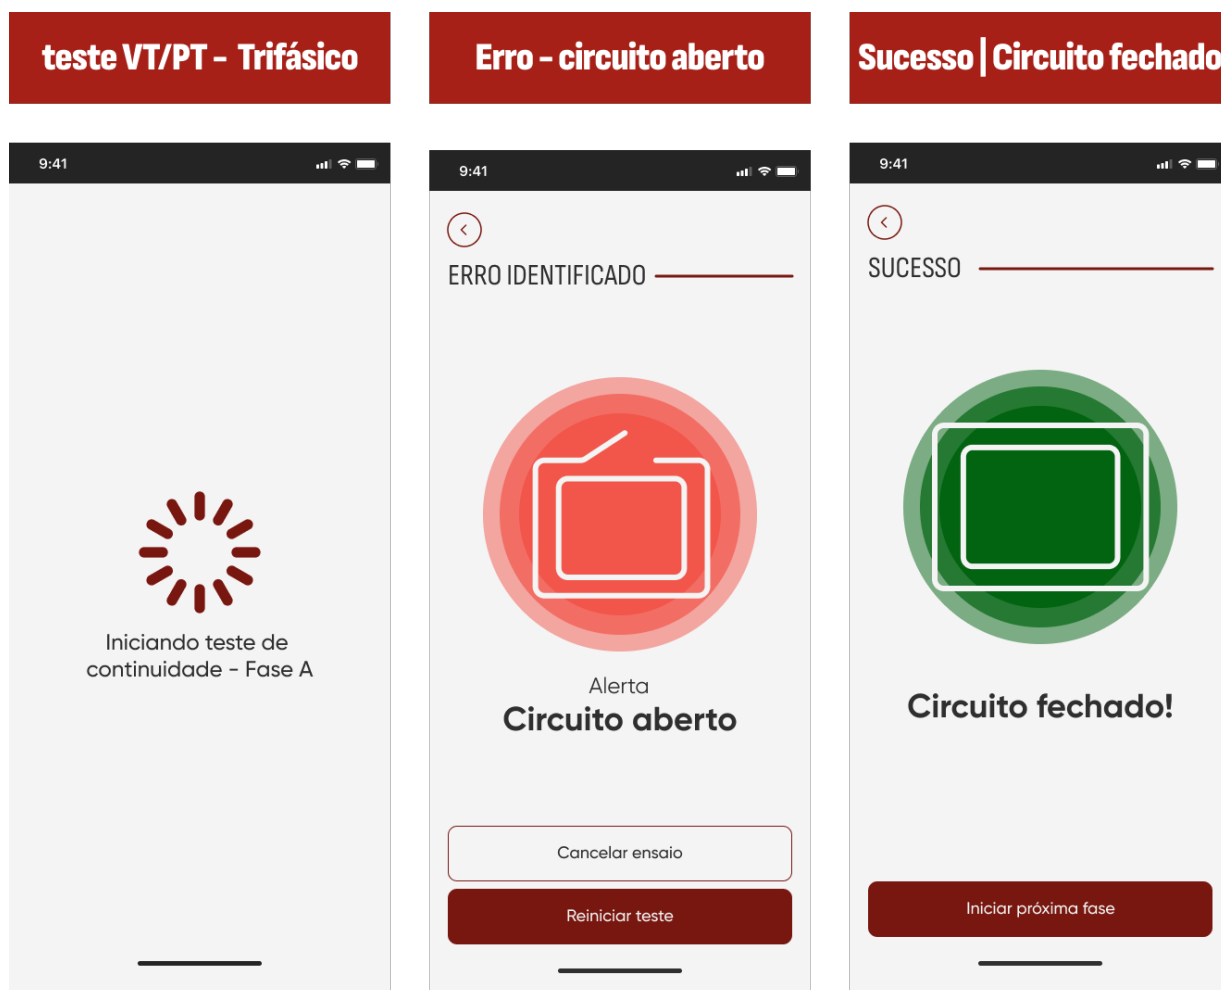 teste VT/PT - Trifásico
9:41
Iniciando teste de
continuidade - Fase A
Erro - circuito aberto
9:41
ERRO IDENTIFICADO
Alerta
Circuito aberto
Cancelar ensaio
Reiniciar teste
Sucesso | Circuito fechado
9:41
SUCESSO
Circuito fechado!
Iniciar próxima fase